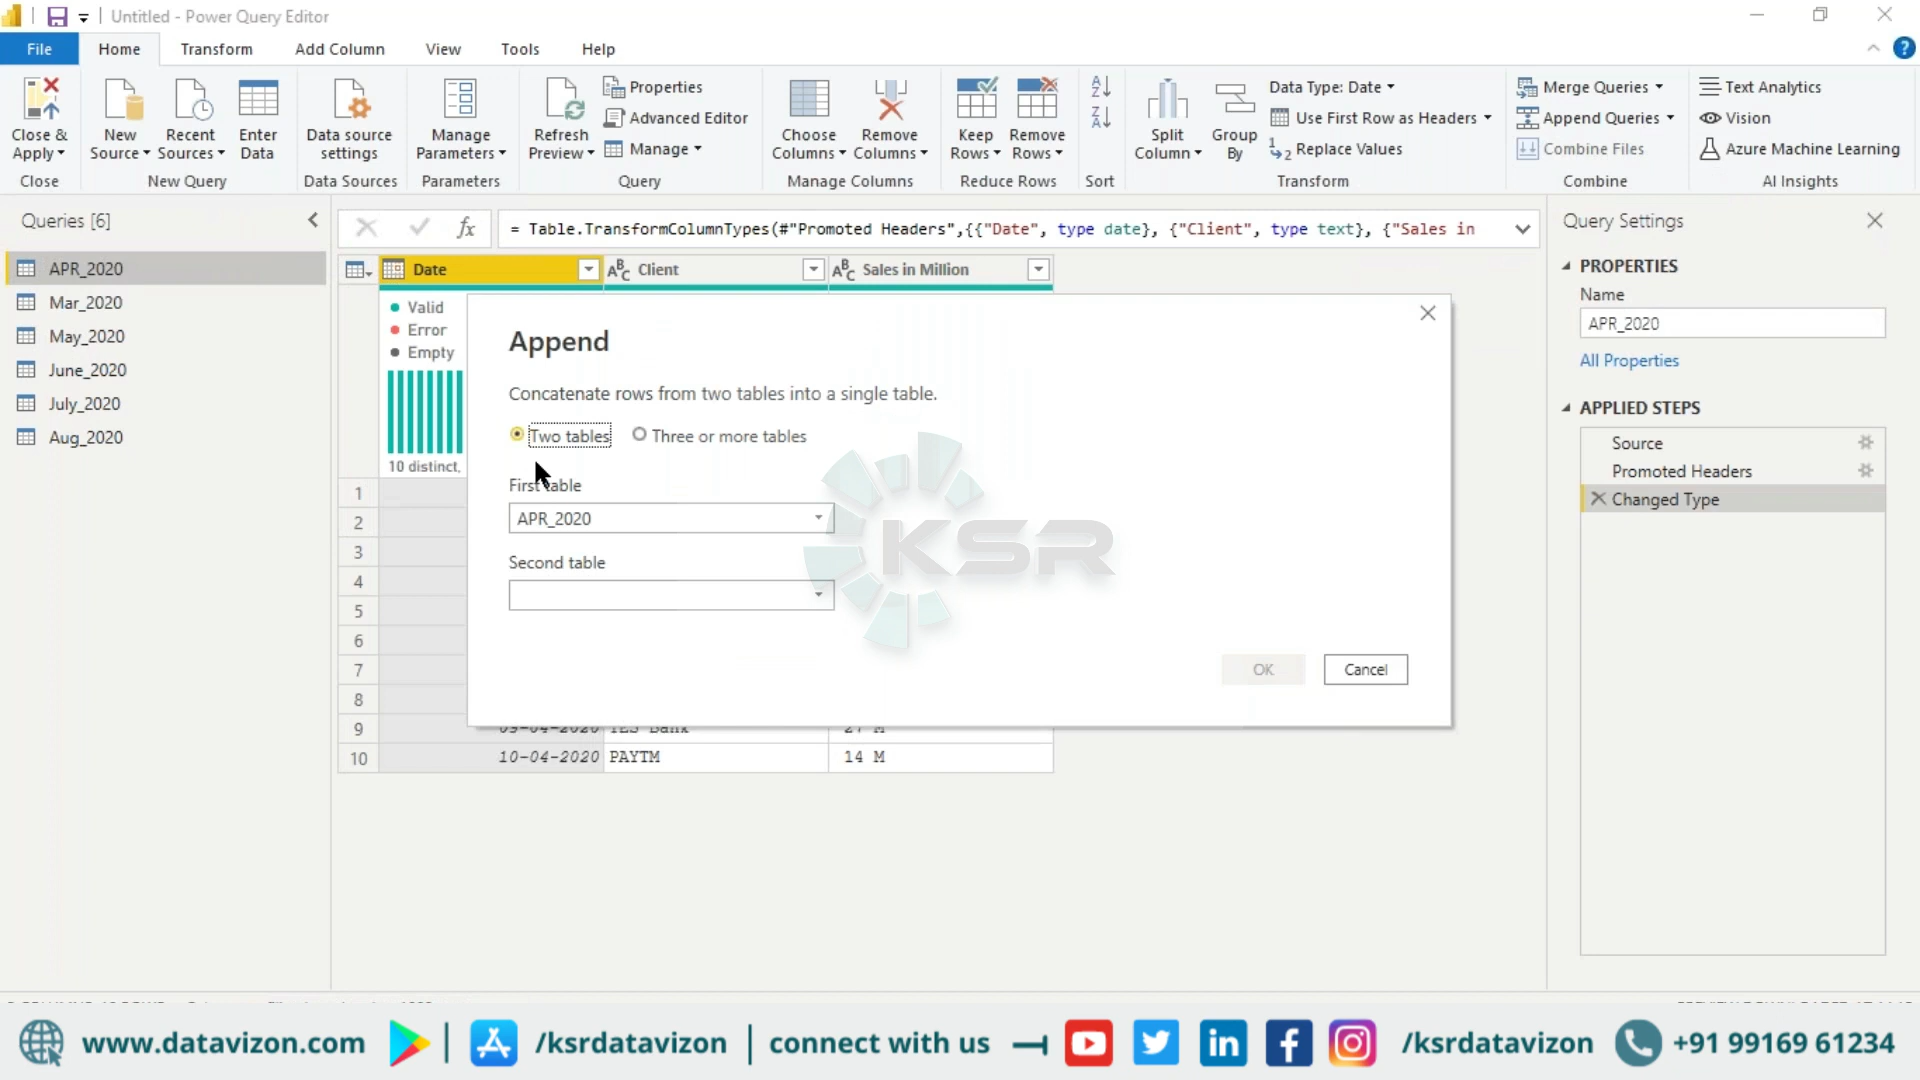 Untitled - Power Query Editor
File
Home
Transform
Add Column
View
Tools
Help
Close & Apply
New Source
Recent Sources
Enter Data
Data source settings
Manage Parameters
Refresh Preview
Properties
Advanced Editor
Manage
Choose Columns
Remove Columns
Keep Rows
Remove Rows
Split Column
Group By
Data Type: Date
Use First Row as Headers
Replace Values
Merge Queries
Append Queries
Combine Files
Text Analytics
Vision
Azure Machine Learning
Close
New Query
Data Sources
Parameters
Query
Manage Columns
Reduce Rows
Sort
Transform
Combine
AI Insights
Queries [6]
APR_2020
Mar_2020
May_2020
June_2020
July_2020
Aug_2020
fx
= Table.TransformColumnTypes(#"Promoted Headers",{{"Date", type date}, {"Client", type text}, {"Sales in
Date
Client
Sales in Million
Valid
Error
Empty
10 distinct,
1
2
3
4
5
6
7
8
9
10
10-04-2020 PAYTM 14 M
Append
Concatenate rows from two tables into a single table.
Two tables
Three or more tables
First table
APR_2020
Second table
OK
Cancel
KSR
Query Settings
PROPERTIES
Name
APR_2020
All Properties
APPLIED STEPS
Source
Promoted Headers
Changed Type
www.datavizon.com | /ksrdatavizon | connect with us /ksrdatavizon +91 99169 61234